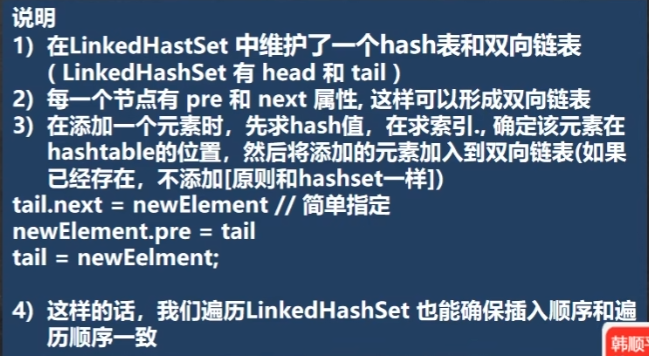 说明
1) 在LinkedHastSet 中维护了一个hash表和双向链表
( LinkedHashSet 有 head 和 tail )
2) 每一个节点有 pre 和 next 属性, 这样可以形成双向链表
3) 在添加一个元素时，先求hash值，在求索引., 确定该元素在
hashtable的位置，然后将添加的元素加入到双向链表(如果
已经存在，不添加[原则和hashset一样])
tail.next = newElement // 简单指定
newElement.pre = tail
tail = newEelment;
4) 这样的话，我们遍历LinkedHashSet 也能确保插入顺序和遍
历顺序一致
韩顺平